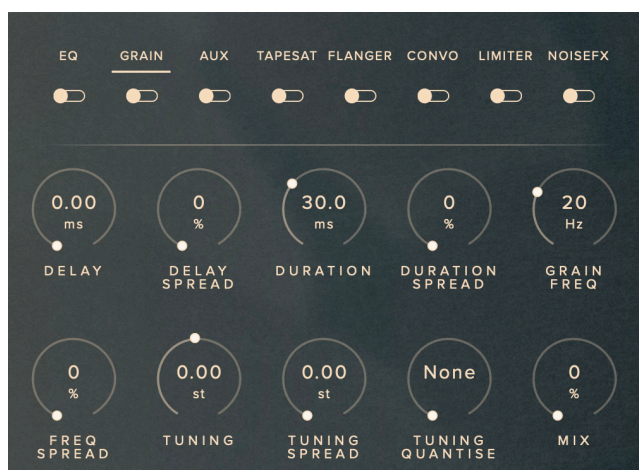 EQ GRAIN AUX TAPESAT FLANGER CONVO LIMITER NOISEFX
0.00 0 30.0 0 20
ms % ms % Hz
DELAY DELAY DURATION DURATION GRAIN
SPREAD SPREAD FREQ
0 0.00 0.00 None 0
% st st %
FREQ TUNING TUNING TUNING MIX
SPREAD SPREAD QUANTISE